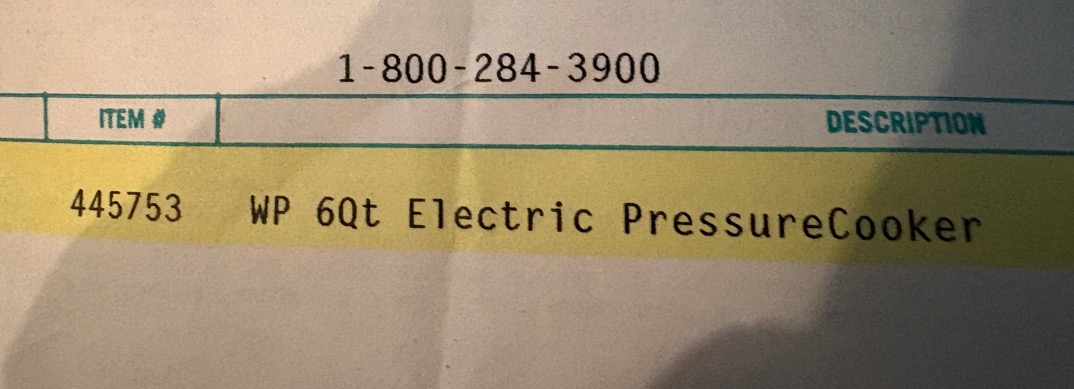 1-800-284-3900
ITEM # DESCRIPTION
445753 WP 6Qt Electric PressureCooker